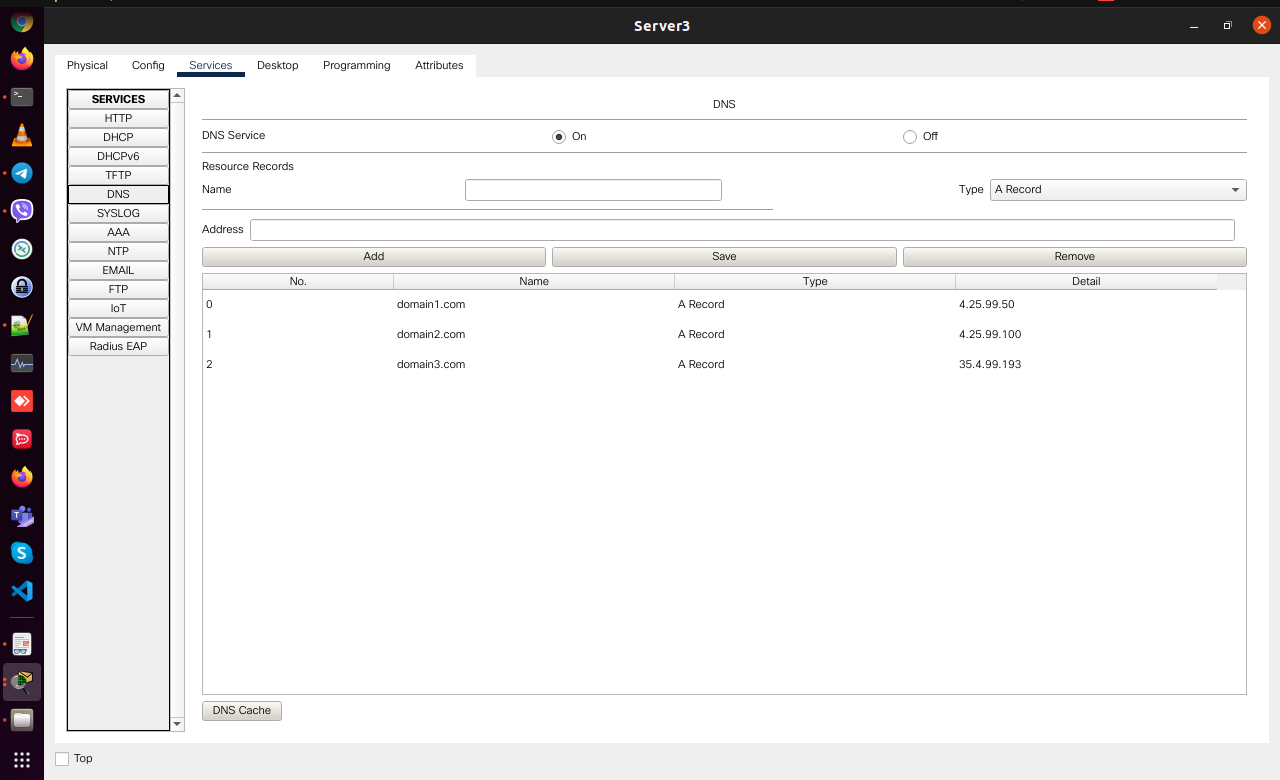 Server3
Physical Config Services Desktop Programming Attributes
SERVICES
HTTP
DHCP
DHCPv6
TFTP
DNS
SYSLOG
AAA
NTP
EMAIL
FTP
IoT
VM Management
Radius EAP
DNS
DNS Service On Off
Resource Records
Name Type A Record
Address
Add Save Remove
No. Name Type Detail
0 domain1.com A Record 4.25.99.50
1 domain2.com A Record 4.25.99.100
2 domain3.com A Record 35.4.99.193
DNS Cache
Top